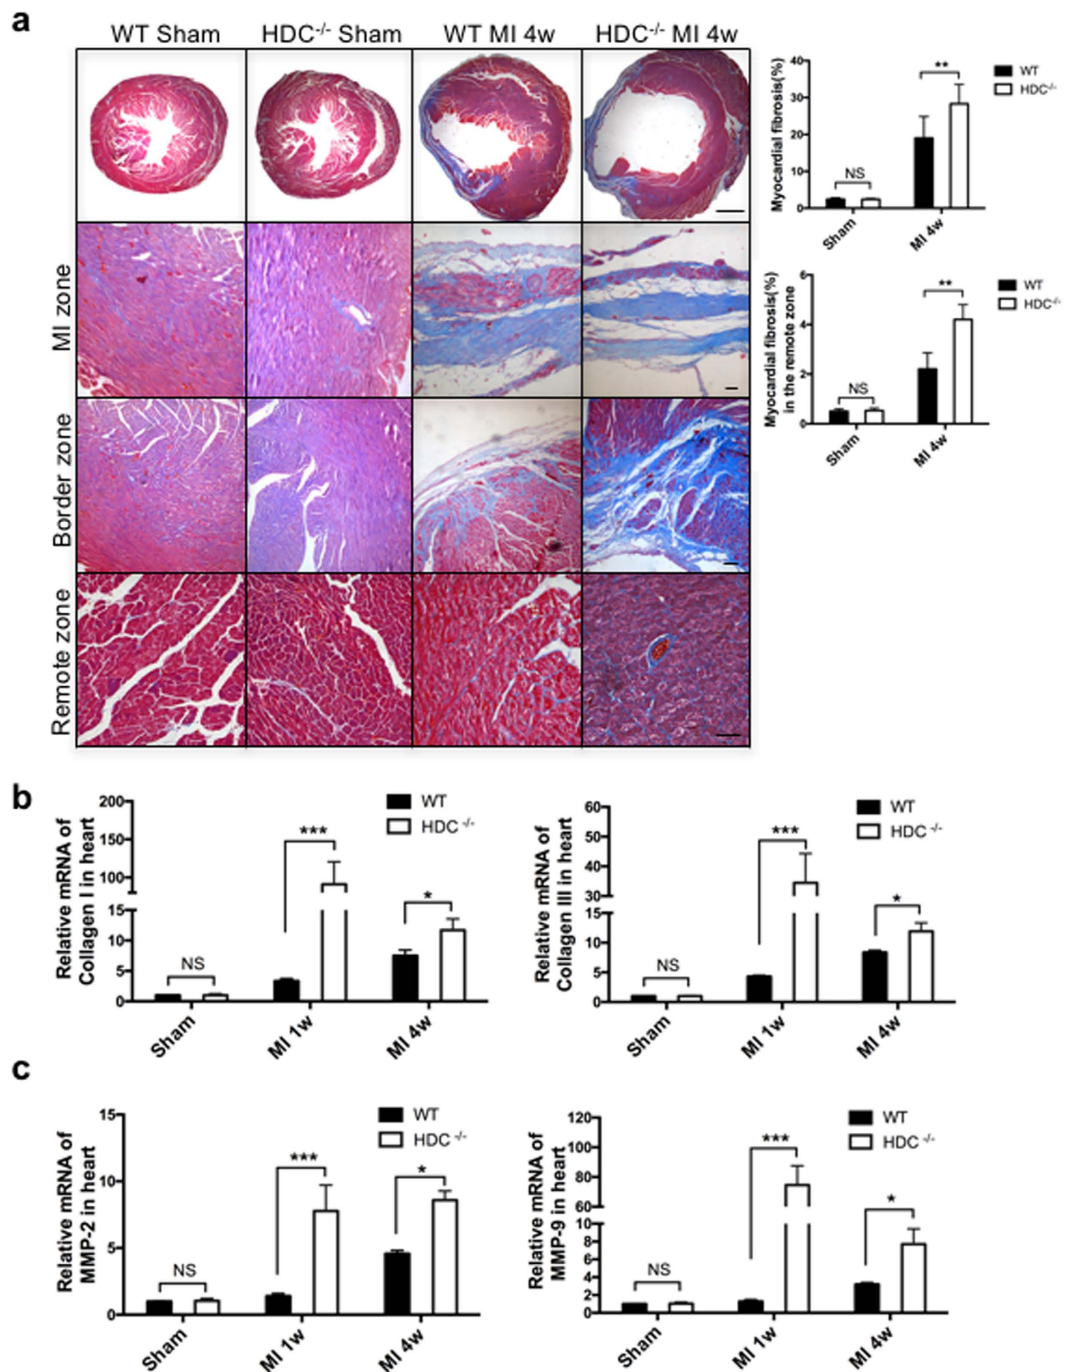 a
WT Sham HDC-/- Sham WT MI 4w HDC-/- MI 4w
MI zone
Border zone
Remote zone
Myocardial fibrosis(%)
40
30
20
10
0
**
NS
WT
HDC-/-
Sham MI 4w
Myocardial fibrosis(%)
in the remote zone
6
4
2
0
**
NS
WT
HDC-/-
Sham MI 4w
b
Relative mRNA of
Collagen I in heart
200
150
100
15
10
5
0
NS
***
*
WT
HDC -/-
Sham MI 1w MI 4w
Relative mRNA of
Collagen III in heart
60
50
40
30
15
10
5
0
NS
***
*
WT
HDC -/-
Sham MI 1w MI 4w
c
Relative mRNA of
MMP-2 in heart
15
10
5
0
NS
***
*
WT
HDC -/-
Sham MI 1w MI 4w
Relative mRNA of
MMP-9 in heart
120
100
80
60
10
8
6
4
2
0
NS
***
*
WT
HDC -/-
Sham MI 1w MI 4w